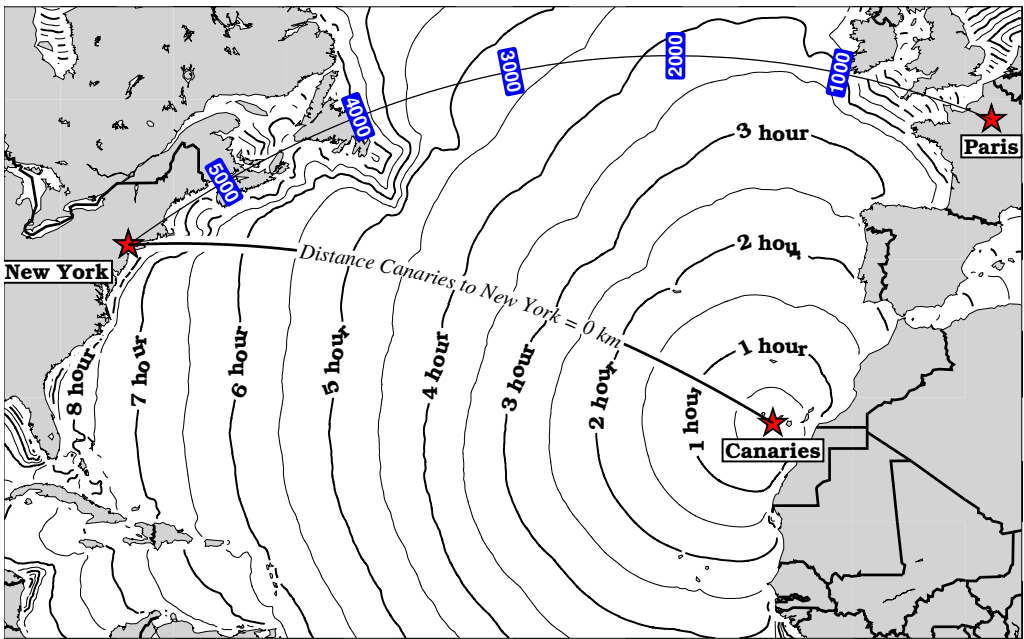 3000
2000
1000
4000
Paris
3 hour
5000
2 hour
New York
Distance Canaries to New York = 0 km
1 hour
8 hour
7 hour
6 hour
5 hour
4 hour
3 hour
2 hour
1 hour
Canaries